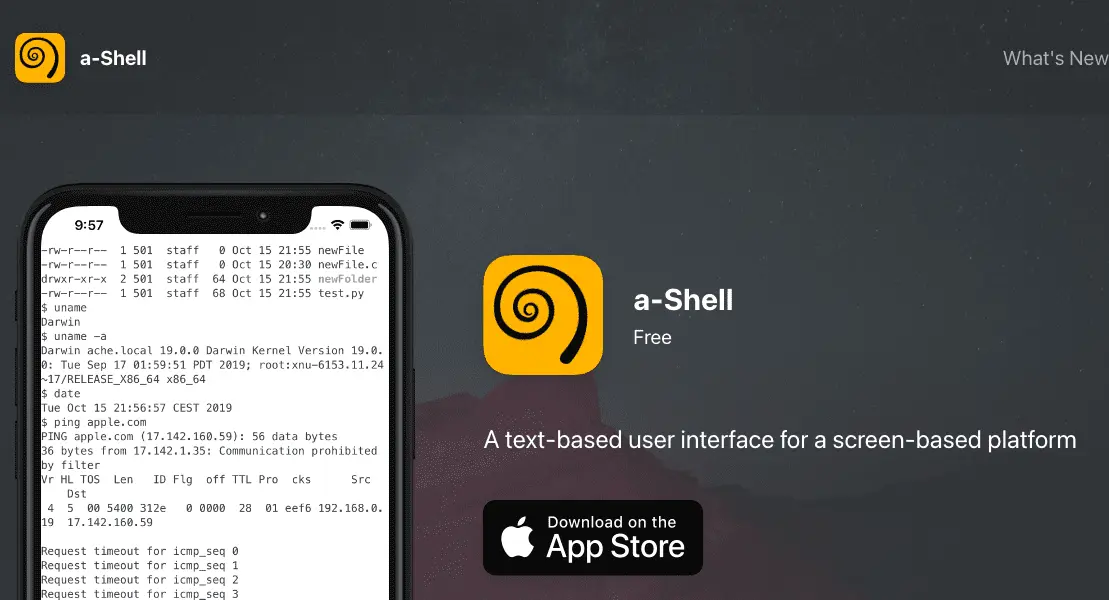 a-Shell
What's New
9:57
-rw-r--r-- 1 501 staff 0 Oct 15 21:55 newFile
-rw-r--r-- 1 501 staff 0 Oct 15 20:30 newFile.c
drwxr-xr-x 2 501 staff 64 Oct 15 21:55 newFolder
-rw-r--r-- 1 501 staff 68 Oct 15 21:55 test.py
$ uname
Darwin
$ uname -a
Darwin ache.local 19.0.0 Darwin Kernel Version 19.0.
0: Tue Sep 17 01:59:51 PDT 2019; root:xnu-6153.11.24
~17/RELEASE_X86_64 x86_64
$ date
Tue Oct 15 21:56:57 CEST 2019
$ ping apple.com
PING apple.com (17.142.160.59): 56 data bytes
36 bytes from 17.142.1.35: Communication prohibited
by filter
Vr HL TOS Len ID Flg off TTL Pro cks Src
Dst
4 5 00 5400 312e 0 0000 28 01 eef6 192.168.0.
19 17.142.160.59
Request timeout for icmp_seq 0
Request timeout for icmp_seq 1
Request timeout for icmp_seq 2
Request timeout for icmp_seq 3
a-Shell
Free
A text-based user interface for a screen-based platform
Download on the
App Store